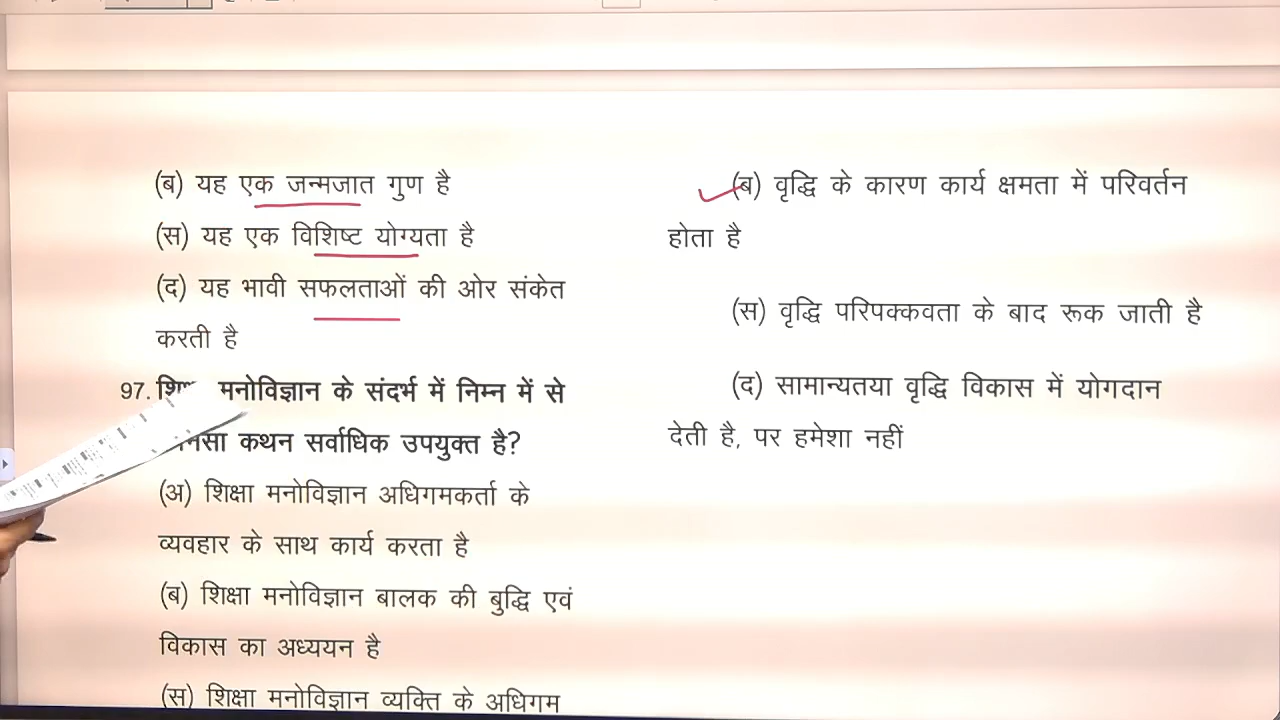 (ब) यह एक जन्मजात गुण है
(स) यह एक विशिष्ट योग्यता है
(द) यह भावी सफलताओं की ओर संकेत
करती है
97. मनोविज्ञान के संदर्भ में निम्न में से
कथन सर्वाधिक उपयुक्त है?
(अ) शिक्षा मनोविज्ञान अधिगमकर्ता के
व्यवहार के साथ कार्य करता है
(ब) शिक्षा मनोविज्ञान बालक की बुद्धि एवं
विकास का अध्ययन है
(स) शिक्षा मनोविज्ञान व्यक्ति के अधिगम
(ब) वृद्धि के कारण कार्य क्षमता में परिवर्तन
होता है
(स) वृद्धि परिपक्कवता के बाद रूक जाती है
(द) सामान्यतया वृद्धि विकास में योगदान
देती है, पर हमेशा नहीं